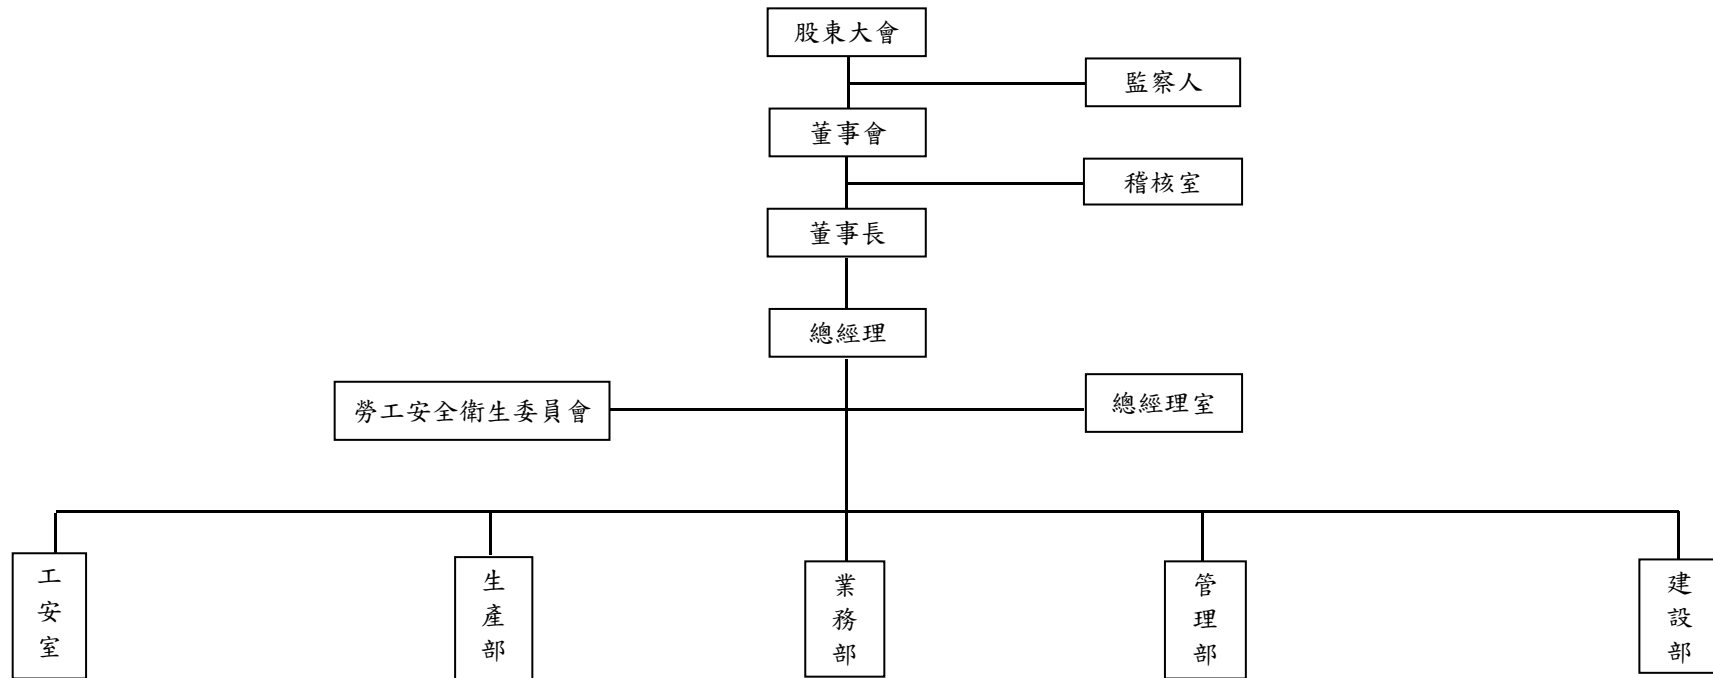 股東大會
監察人
董事會
稽核室
董事長
總經理
勞工安全衛生委員會
總經理室
工安室
生產部
業務部
管理部
建設部